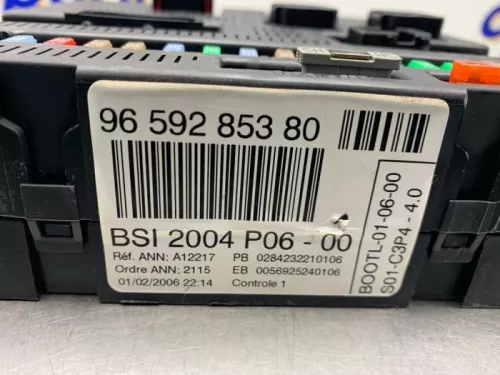 96 592 853 80
BSI 2004 P06 - 00
Réf. ANN: A12217 PB 0284232210106
Ordre ANN; 2115 EB 0056925240106
01/02/2006 22:14 Controle 1
BOOTL-01-06-00
S01-C3P4 - 4.0